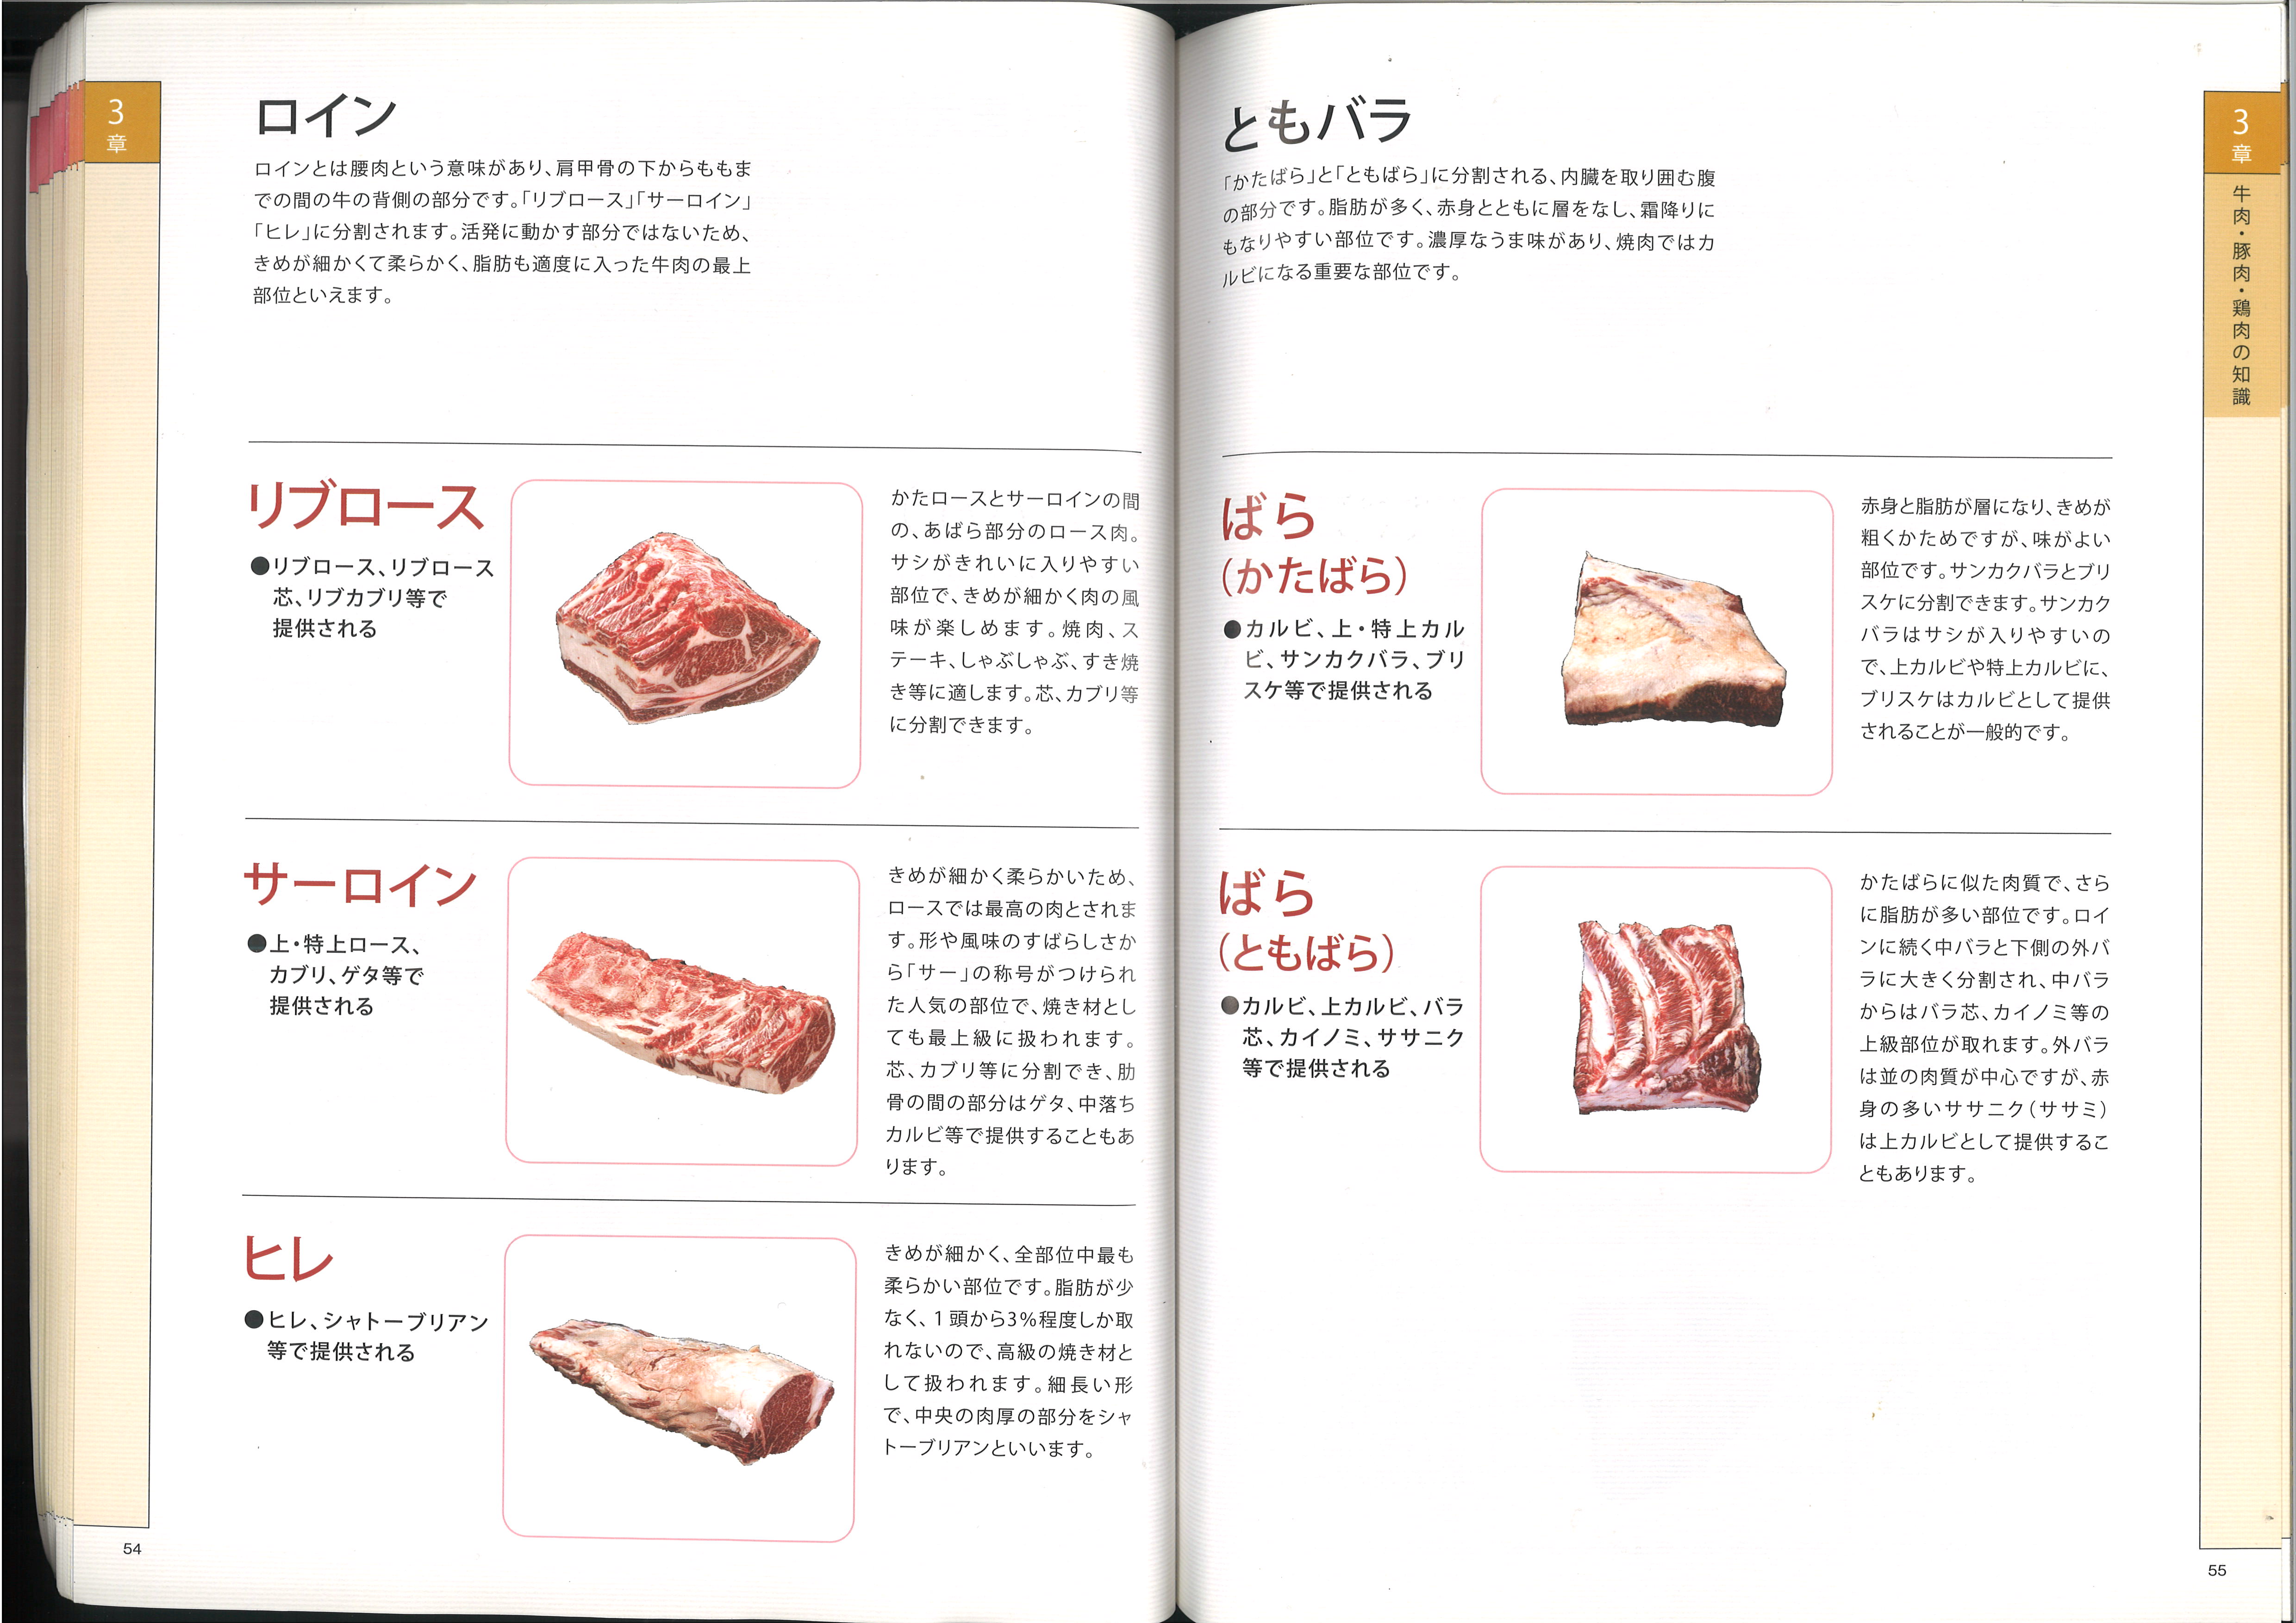 3
章
ロイン
ロインとは腰肉という意味があり、肩甲骨の下からももま
での間の牛の背側の部分です。「リブロース」「サーロイン」
「ヒレ」に分割されます。活発に動かす部分ではないため、
きめが細かくて柔らかく、脂肪も適度に入った牛肉の最上
部位といえます。
リブロース
●リブロース、リブロース
芯、リブカブリ等で
提供される
かたロースとサーロインの間
の、あばら部分のロース肉。
サシがきれいに入りやすい
部位で、きめが細かく肉の風
味が楽しめます。焼肉、ス
テーキ、しゃぶしゃぶ、すき焼
き等に適します。芯、カブリ等
に分割できます。
サーロイン
●上・特上ロース、
カブリ、ゲタ等で
提供される
きめが細かく柔らかいため、
ロースでは最高の肉とされま
す。形や風味のすばらしさか
ら「サー」の称号がつけられ
た人気の部位で、焼き材とし
ても最上級に扱われます。
芯、カブリ等に分割でき、肋
骨の間の部分はゲタ、中落ち
カルビ等で提供することもあ
ります。
ヒレ
●ヒレ、シャトーブリアン
等で提供される
きめが細かく、全部位中最も
柔らかい部位です。脂肪が少
なく、1頭から3%程度しか取
れないので、高級の焼き材と
して扱われます。細長い形
で、中央の肉厚の部分をシャ
トーブリアンといいます。
54
ともバラ
「かたばら」と「ともばら」に分割される、内臓を取り囲む腹
の部分です。脂肪が多く、赤身とともに層をなし、霜降りに
もなりやすい部位です。濃厚なうま味があり、焼肉ではカ
ルビになる重要な部位です。
ばら
(かたばら)
●カルビ、上・特上カル
ビ、サンカクバラ、ブリ
スケ等で提供される
赤身と脂肪が層になり、きめが
粗くかためですが、味がよい
部位です。サンカクバラとブリ
スケに分割できます。サンカク
バラはサシが入りやすいの
で、上カルビや特上カルビに、
ブリスケはカルビとして提供
されることが一般的です。
ばら
(ともばら)
●カルビ、上カルビ、バラ
芯、カイノミ、ササニク
等で提供される
かたばらに似た肉質で、さら
に脂肪が多い部位です。ロイ
ンに続く中バラと下側の外バ
ラに大きく分割され、中バラ
からはバラ芯、カイノミ等の
上級部位が取れます。外バラ
は並の肉質が中心ですが、赤
身の多いササニク(ササミ)
は上カルビとして提供するこ
ともあります。
3
章
牛肉・豚肉・鶏肉の知識
55